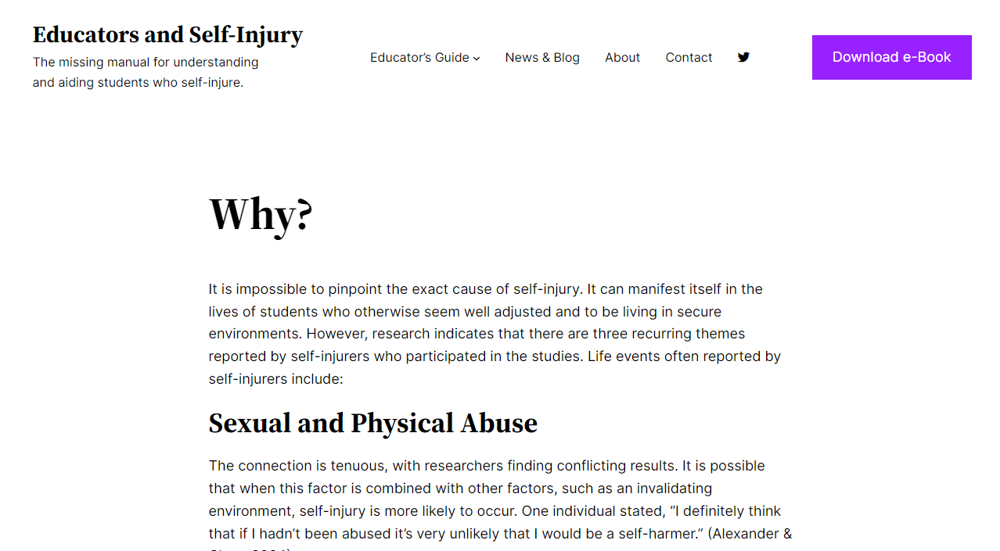 Educators and Self-Injury
The missing manual for understanding
and aiding students who self-injure.
Educator’s Guide
News & Blog
About
Contact
Download e-Book
Why?
It is impossible to pinpoint the exact cause of self-injury. It can manifest itself in the
lives of students who otherwise seem well adjusted and to be living in secure
environments. However, research indicates that there are three recurring themes
reported by self-injurers who participated in the studies. Life events often reported by
self-injurers include:
Sexual and Physical Abuse
The connection is tenuous, with researchers finding conflicting results. It is possible
that when this factor is combined with other factors, such as an invalidating
environment, self-injury is more likely to occur. One individual stated, “I definitely think
that if I hadn’t been abused it’s very unlikely that I would be a self-harmer.” (Alexander &